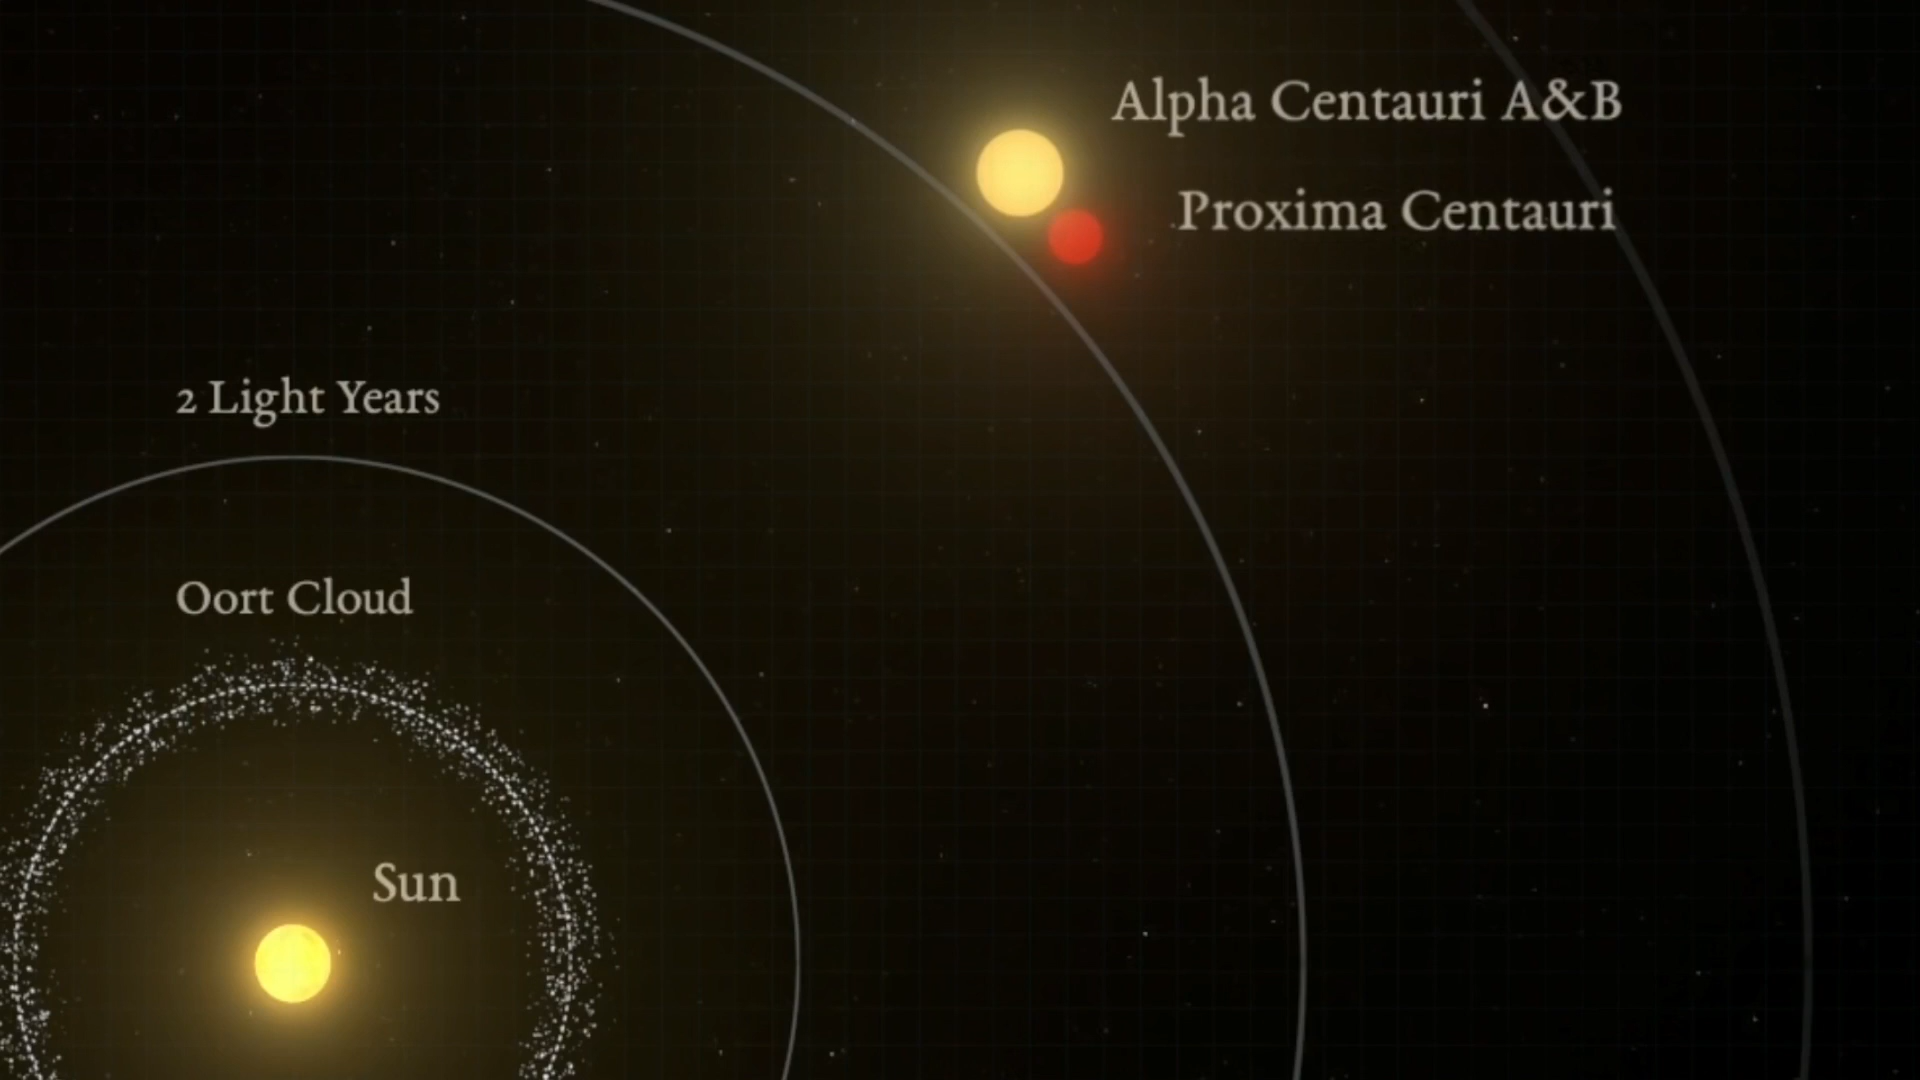 Alpha Centauri A&B
Proxima Centauri
2 Light Years
Oort Cloud
Sun